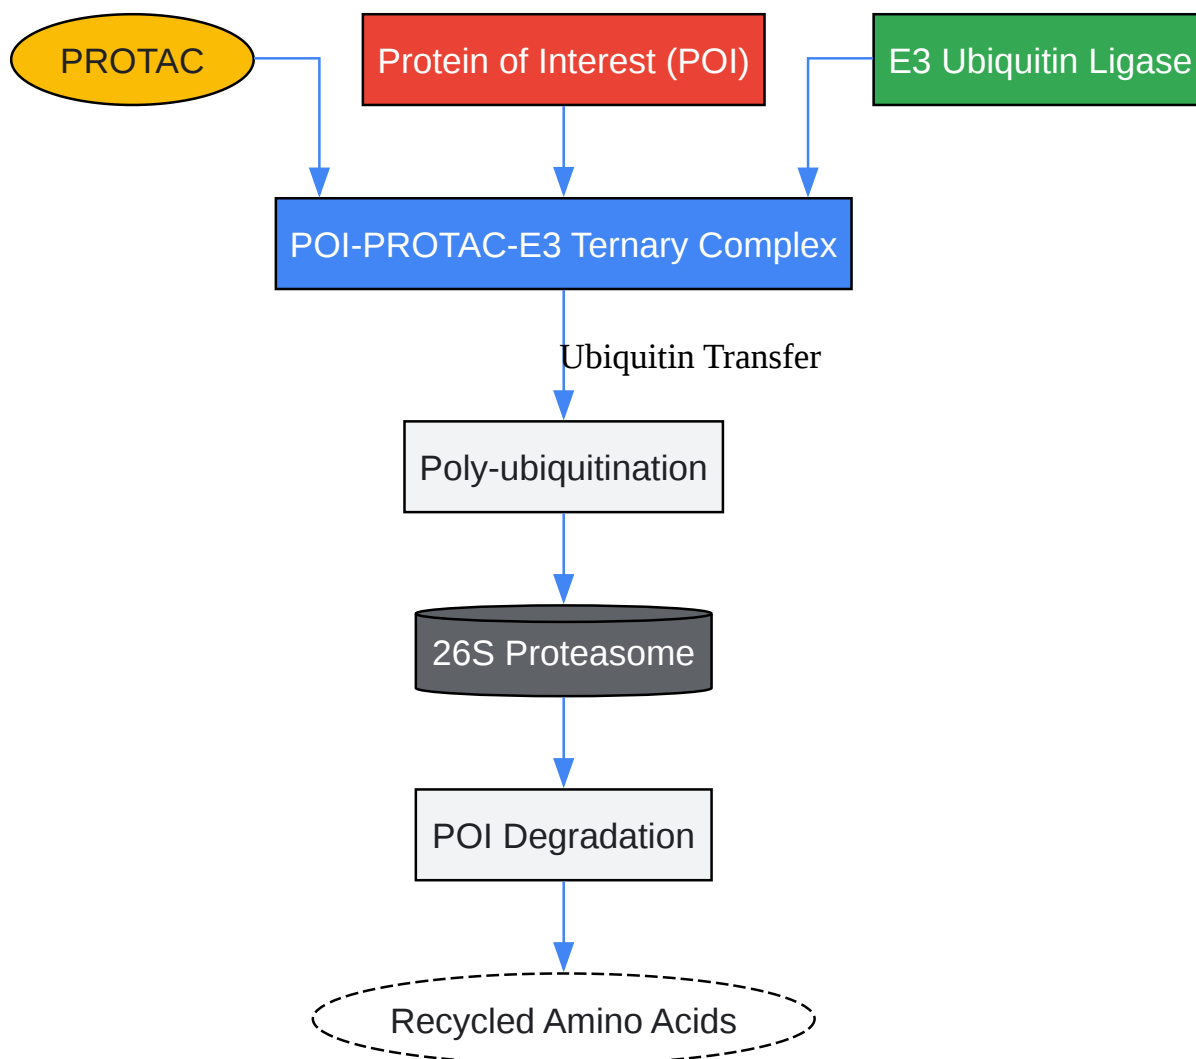 PROTAC
Protein of Interest (POI)
E3 Ubiquitin Ligase
POI-PROTAC-E3 Ternary Complex
Ubiquitin Transfer
Poly-ubiquitination
26S Proteasome
POI Degradation
Recycled Amino Acids